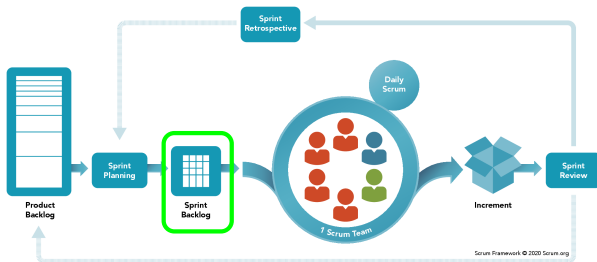 Sprint
Retrospective
Daily
Scrum
Sprint
Planning
Sprint
Review
Product
Backlog
Sprint
Backlog
1 Scrum Team
Increment
Scrum Framework © 2020 Scrum.org